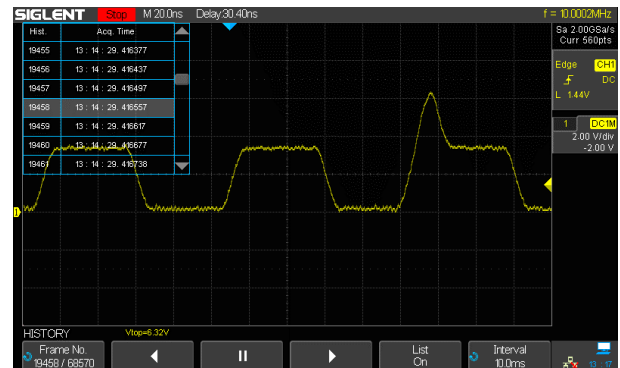 SIGLENT Stop M 20.0ns Delay30.40ns f = 10.0002MHz
Sa 2.00GSa/s
Curr 560pts
Edge CH1
DC
L 1.44V
1 DC1M
2.00 V/div
-2.00 V
Hist. Acq. Time
19455 13 : 14 : 29. 416377
19456 13 : 14 : 29. 416437
19457 13 : 14 : 29. 416497
19458 13 : 14 : 29. 416557
19459 13 : 14 : 29. 416617
19460 13 : 14 : 29. 416677
19461 13 : 14 : 29. 416738
1
HISTORY Vtop=6.32V
Frame No. List Interval
19458 / 68570 On 10.0ms
13 : 17